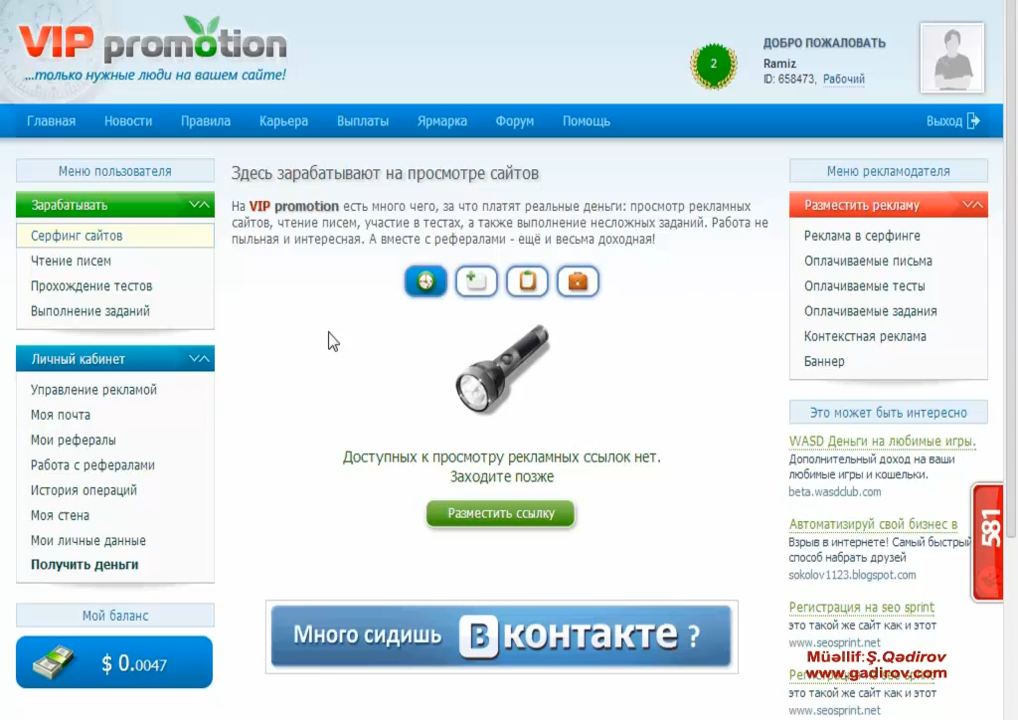 VIP promotion
...только нужные люди на вашем сайте!
2
ДОБРО ПОЖАЛОВАТЬ
Ramiz
ID: 658473, Рабочий
Главная Новости Правила Карьера Выплаты Ярмарка Форум Помощь Выход
Меню пользователя
Зарабатывать
Серфинг сайтов
Чтение писем
Прохождение тестов
Выполнение заданий
Личный кабинет
Управление рекламой
Моя почта
Мои рефералы
Работа с рефералами
История операций
Моя стена
Мои личные данные
Получить деньги
Мой баланс
$ 0.0047
Здесь зарабатывают на просмотре сайтов
На VIP promotion есть много чего, за что платят реальные деньги: просмотр рекламных
сайтов, чтение писем, участие в тестах, а также выполнение несложных заданий. Работа не
пыльная и интересная. А вместе с рефералами - ещё и весьма доходная!
Доступных к просмотру рекламных ссылок нет.
Заходите позже
Разместить ссылку
Много сидишь В контакте ?
Меню рекламодателя
Разместить рекламу
Реклама в серфинге
Оплачиваемые письма
Оплачиваемые тесты
Оплачиваемые задания
Контекстная реклама
Баннер
Это может быть интересно
WASD Деньги на любимые игры.
Дополнительный доход на ваши
любимые игры и кошельки.
beta.wasdclub.com
Автоматизируй свой бизнес в
Взрыв в интернете! Самый быстрый
способ набрать друзей
sokolov1123.blogspot.com
Регистрация на seo sprint
это такой же сайт как и этот
www.seosprint.net
Müəllif:Ş.Qədirov
www.gadirov.com
это такой же сайт как и этот
www.seosprint.net
581